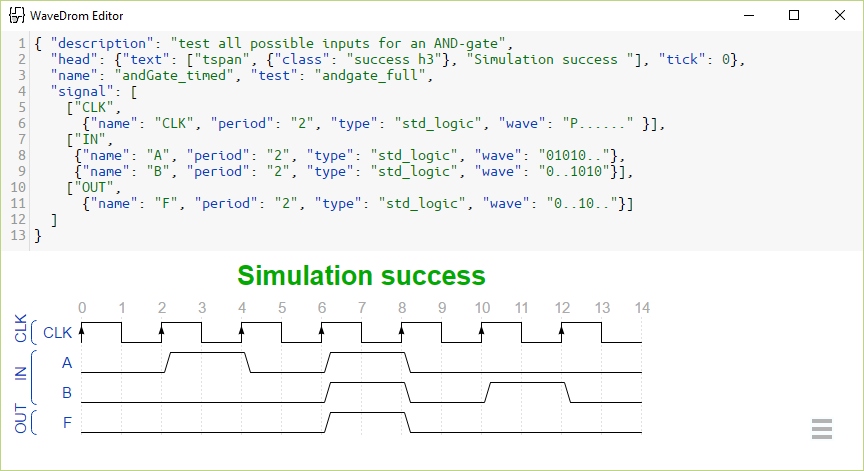 WaveDrom Editor
1 { "description": "test all possible inputs for an AND-gate",
2 "head": {"text": ["tspan", {"class": "success h3"}, "Simulation success "], "tick": 0},
3 "name": "andGate_timed", "test": "andgate_full",
4 "signal": [
5 ["CLK",
6 {"name": "CLK", "period": "2", "type": "std_logic", "wave": "P......" }],
7 ["IN",
8 {"name": "A", "period": "2", "type": "std_logic", "wave": "01010.."},
9 {"name": "B", "period": "2", "type": "std_logic", "wave": "0..1010"}],
10 ["OUT",
11 {"name": "F", "period": "2", "type": "std_logic", "wave": "0..10.."}]
12 ]
13 }
Simulation success
0 1 2 3 4 5 6 7 8 9 10 11 12 13 14
CLK CLK
IN A
B
OUT F